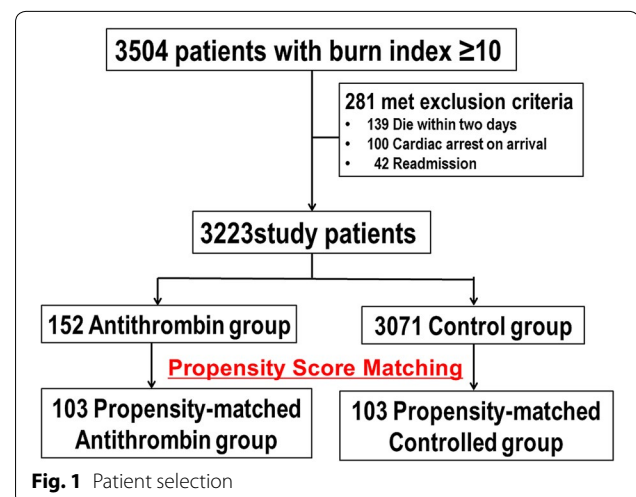 3504 patients with burn index ≥10
281 met exclusion criteria
• 139 Die within two days
• 100 Cardiac arrest on arrival
• 42 Readmission
3223study patients
152 Antithrombin group
3071 Control group
Propensity Score Matching
103 Propensity-matched
Antithrombin group
103 Propensity-matched
Controlled group
Fig. 1 Patient selection